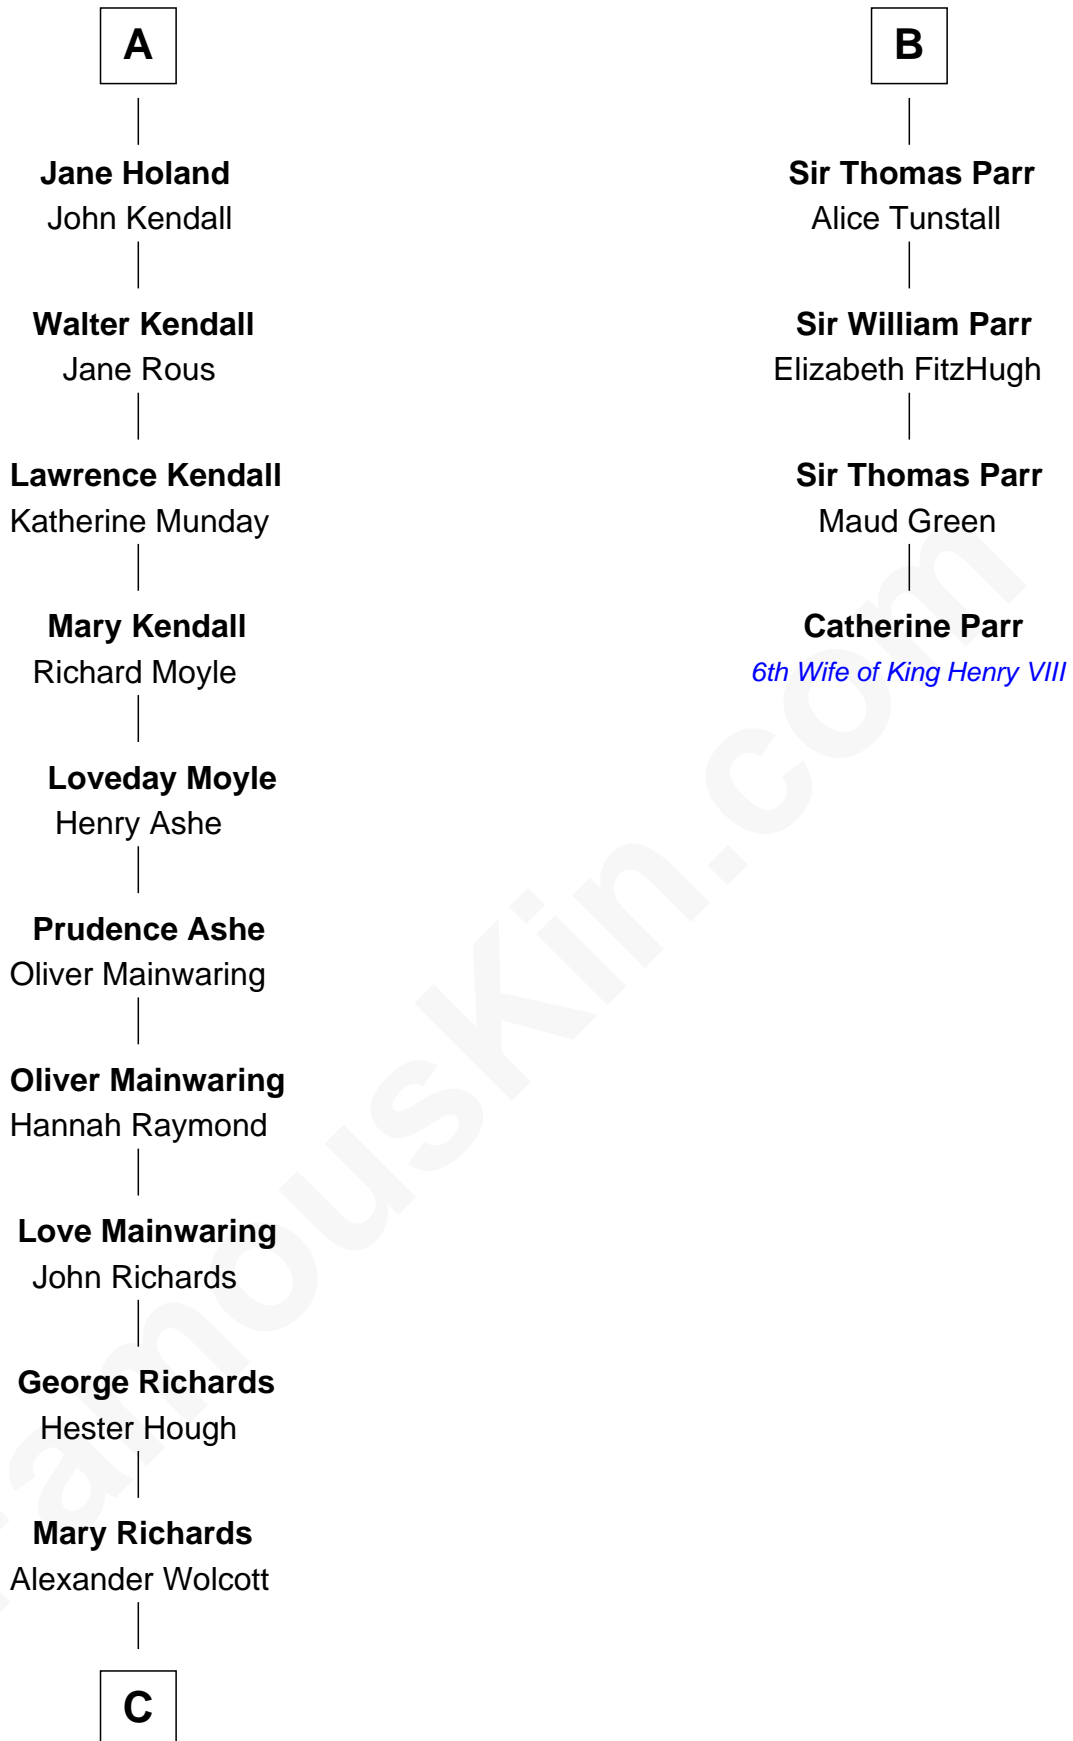 A
Jane Holand
John Kendall
Walter Kendall
Jane Rous
Lawrence Kendall
Katherine Munday
Mary Kendall
Richard Moyle
Loveday Moyle
Henry Ashe
Prudence Ashe
Oliver Mainwaring
Oliver Mainwaring
Hannah Raymond
Love Mainwaring
John Richards
George Richards
Hester Hough
Mary Richards
Alexander Wolcott
C
B
Sir Thomas Parr
Alice Tunstall
Sir William Parr
Elizabeth FitzHugh
Sir Thomas Parr
Maud Green
Catherine Parr
6th Wife of King Henry VIII
FamousKin.com